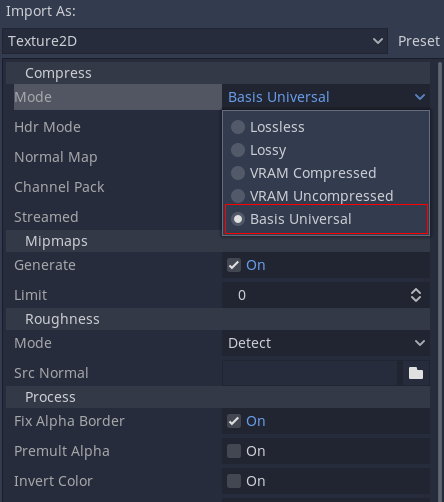 Import As:
Texture2D Preset
Compress
Mode Basis Universal
Hdr Mode Lossless
Normal Map Lossy
Channel Pack VRAM Compressed
Streamed VRAM Uncompressed
Basis Universal
Mipmaps
Generate On
Limit 0
Roughness
Mode Detect
Src Normal
Process
Fix Alpha Border On
Premult Alpha On
Invert Color On